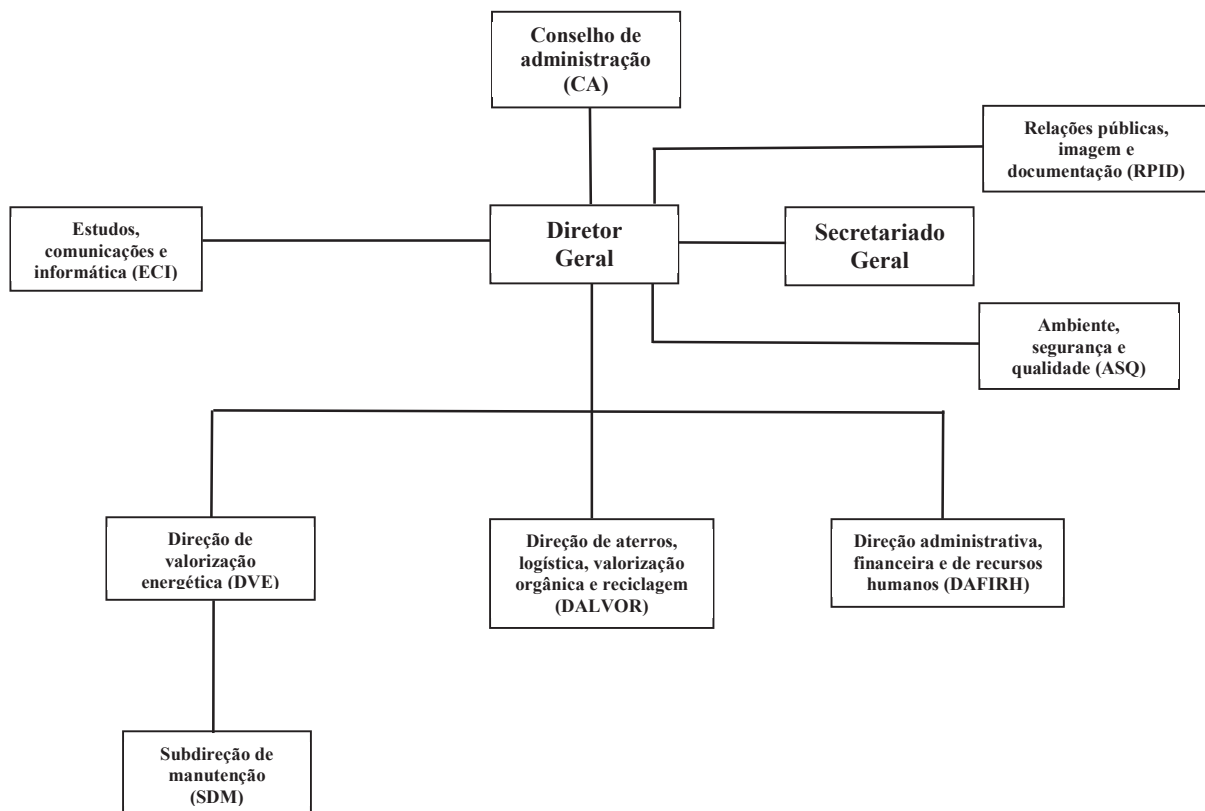 Conselho de
administração
(CA)
Relações públicas,
imagem e
documentação (RPID)
Estudos,
comunicações e
informática (ECI)
Diretor
Geral
Secretariado
Geral
Ambiente,
segurança e
qualidade (ASQ)
Direção de
valorização
energética (DVE)
Direção de aterros,
logística, valorização
orgânica e reciclagem
(DALVOR)
Direção administrativa,
financeira e de recursos
humanos (DAFIRH)
Subdireção de
manutenção
(SDM)